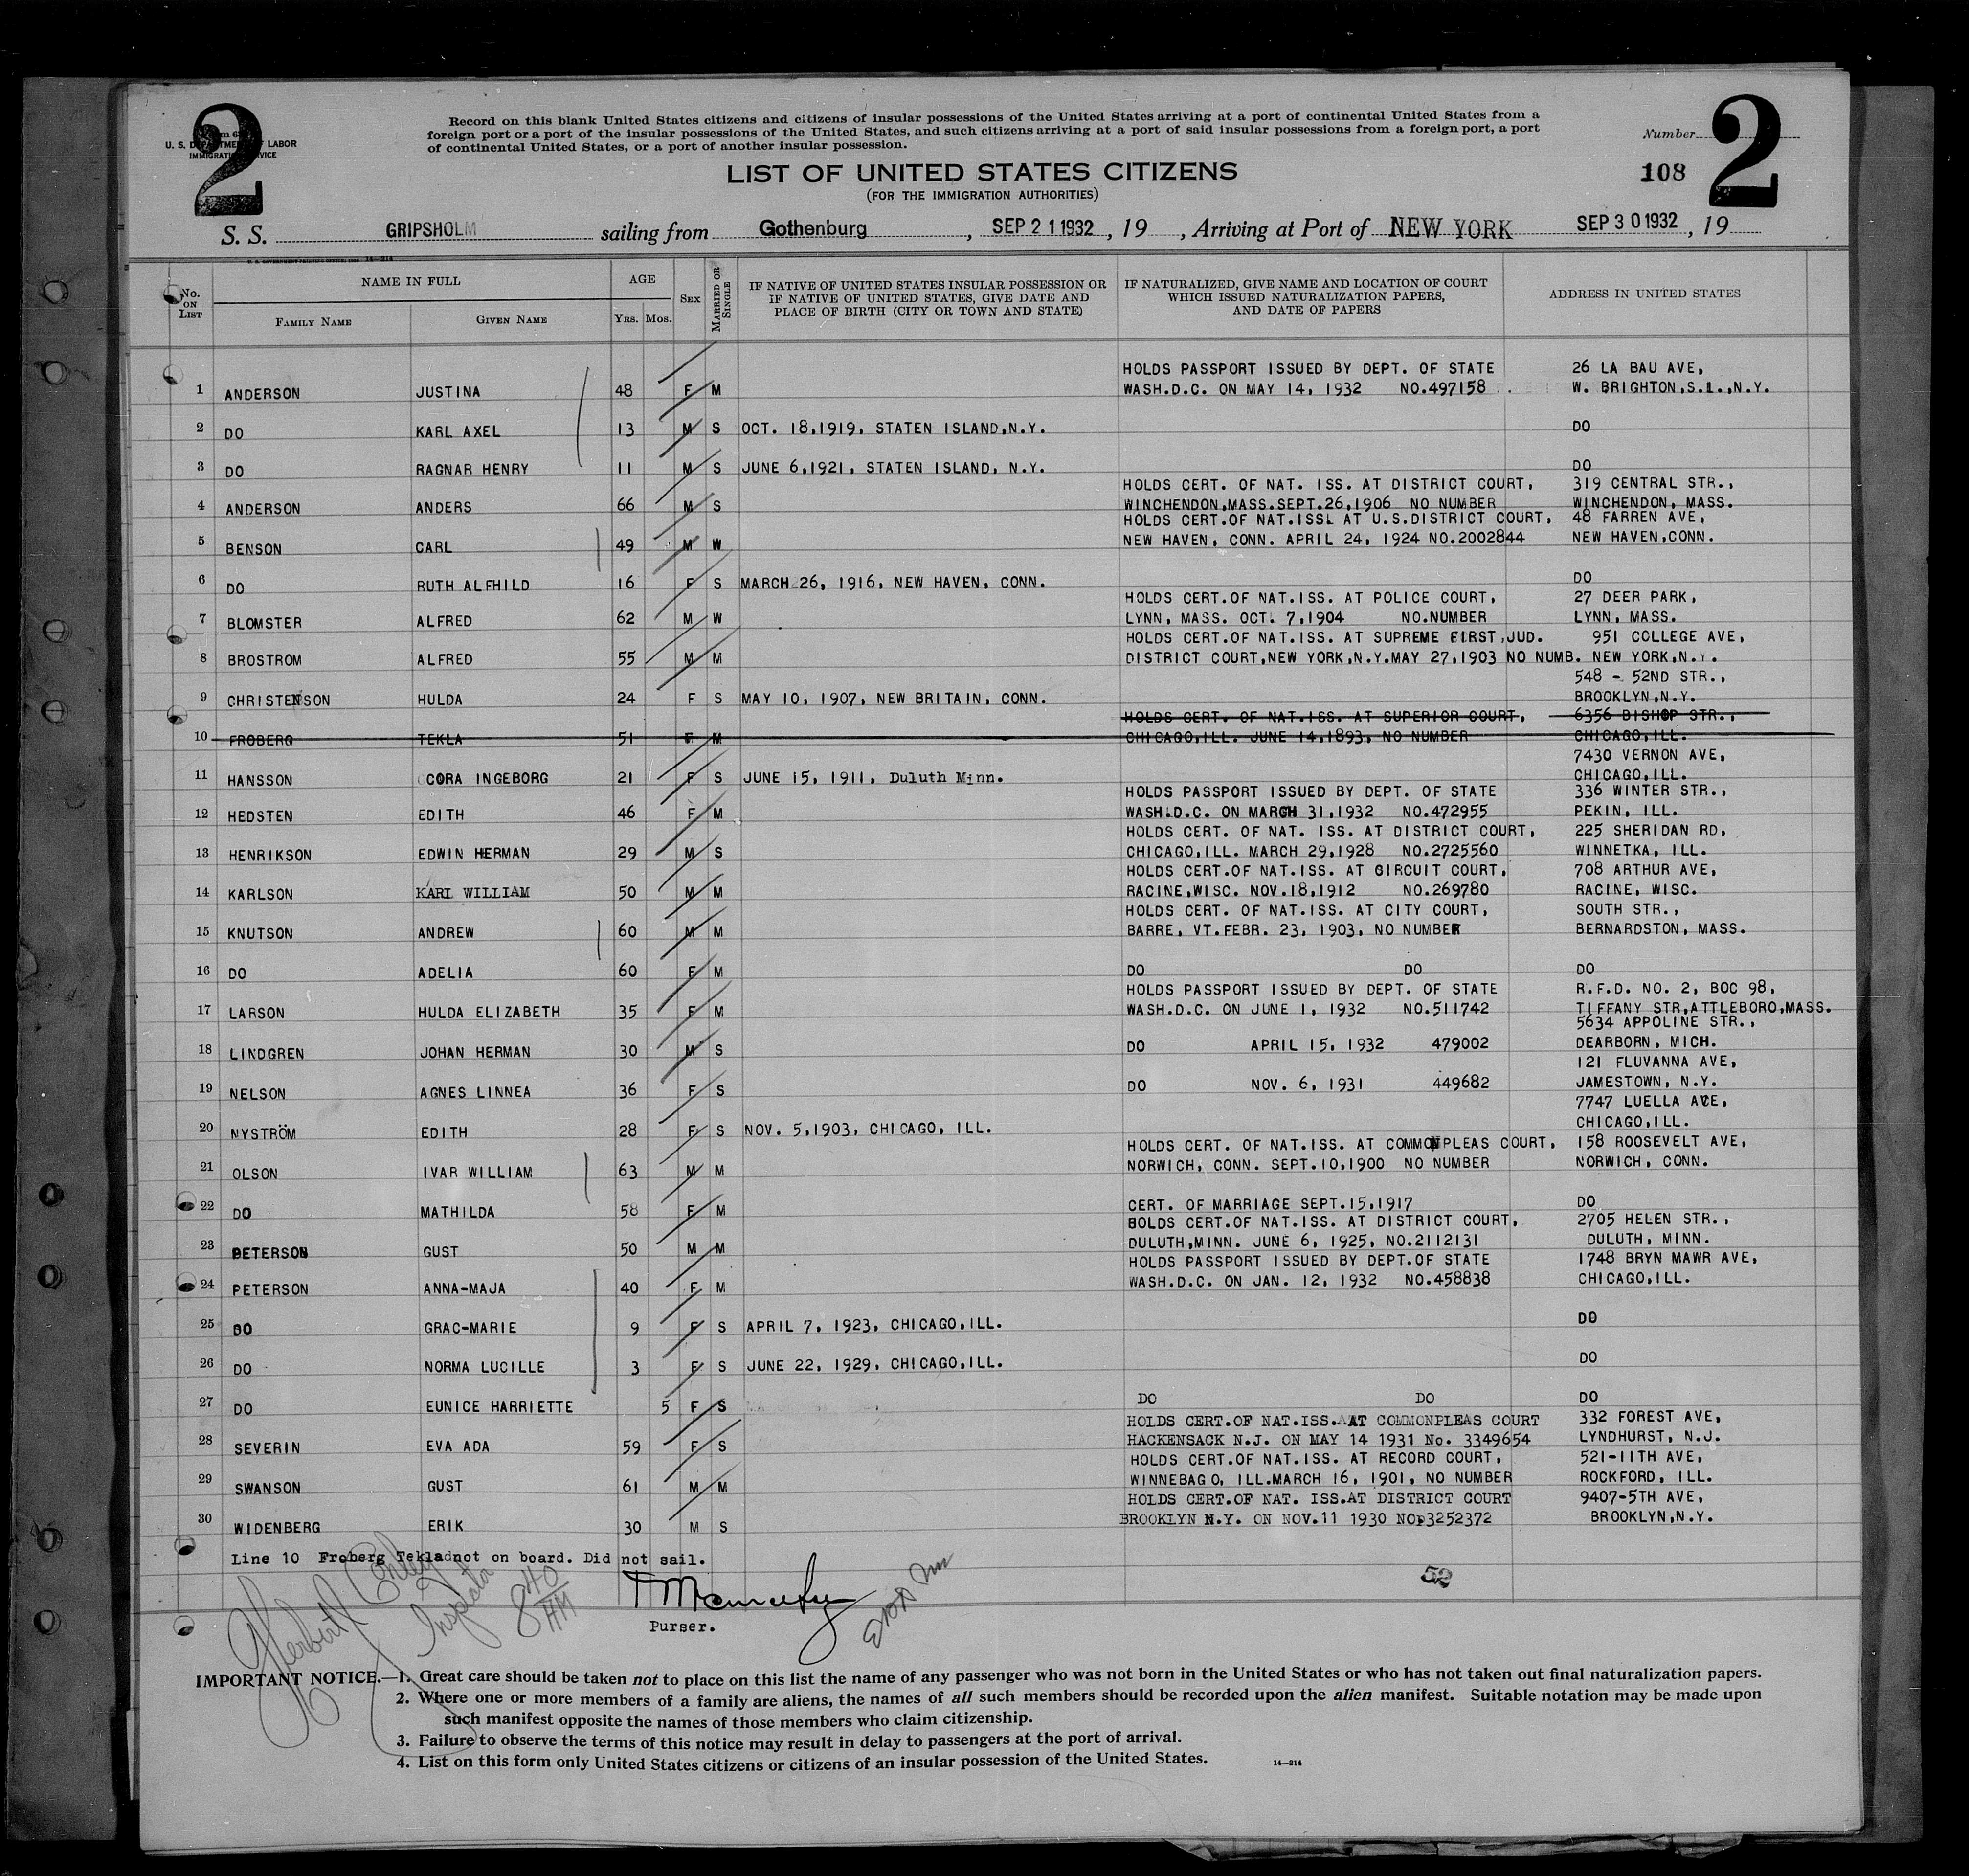 2
2
Form 6
U. S. DEPARTMENT OF LABOR
IMMIGRATION SERVICE
Record on this blank United States citizens and citizens of insular possessions of the United States arriving at a port of continental United States from a
foreign port or a port of the insular possessions of the United States, and such citizens arriving at a port of said insular possessions from a foreign port, a port
of continental United States, or a port of another insular possession.
Number
108
LIST OF UNITED STATES CITIZENS
(FOR THE IMMIGRATION AUTHORITIES)
S. S. GRIPSHOLM sailing from Gothenburg, SEP 21 1932, 19 , Arriving at Port of NEW YORK SEP 30 1932, 19
No. ON LIST NAME IN FULL FAMILY NAME GIVEN NAME AGE YRS. MOS. SEX MARRIED OR SINGLE
IF NATIVE OF UNITED STATES INSULAR POSSESSION OR IF NATIVE OF UNITED STATES, GIVE DATE AND PLACE OF BIRTH (CITY OR TOWN AND STATE)
IF NATURALIZED, GIVE NAME AND LOCATION OF COURT WHICH ISSUED NATURALIZATION PAPERS, AND DATE OF PAPERS
ADDRESS IN UNITED STATES
HOLDS PASSPORT ISSUED BY DEPT. OF STATE 26 LA BAU AVE,
1 ANDERSON JUSTINA 48 F M WASH.D.C. ON MAY 14, 1932 NO.497158 W. BRIGHTON,S.I.,N.Y.
2 DO KARL AXEL 13 M S OCT. 18,1919, STATEN ISLAND,N.Y. DO
3 DO RAGNAR HENRY 11 M S JUNE 6,1921, STATEN ISLAND, N.Y. DO
HOLDS CERT. OF NAT. ISS. AT DISTRICT COURT, 319 CENTRAL STR.,
4 ANDERSON ANDERS 66 M S WINCHENDON,MASS.SEPT.26,1906 NO NUMBER WINCHENDON, MASS.
HOLDS CERT.OF NAT.ISSL AT U.S.DISTRICT COURT, 48 FARREN AVE,
5 BENSON CARL 49 M W NEW HAVEN, CONN. APRIL 24, 1924 NO.2002844 NEW HAVEN,CONN.
6 DO RUTH ALFHILD 16 F S MARCH 26, 1916, NEW HAVEN, CONN. DO
HOLDS CERT.OF NAT.ISS. AT POLICE COURT, 27 DEER PARK,
7 BLOMSTER ALFRED 62 M W LYNN, MASS. OCT. 7,1904 NO.NUMBER LYNN, MASS.
HOLDS CERT.OF NAT.ISS. AT SUPREME FIRST,JUD. 951 COLLEGE AVE,
8 BROSTROM ALFRED 55 M M DISTRICT COURT,NEW YORK,N.Y.MAY 27,1903 NO NUMB. NEW YORK,N.Y.
548 - 52ND STR.,
9 CHRISTENSON HULDA 24 F S MAY 10, 1907, NEW BRITAIN, CONN. BROOKLYN,N.Y.
HOLDS CERT. OF NAT.ISS. AT SUPERIOR COURT, 6356 BISHOP STR.,
10 FROBERG TEKLA 51 F M CHICAGO,ILL. JUNE 14,1893, NO NUMBER CHICAGO,ILL.
7430 VERNON AVE,
11 HANSSON CORA INGEBORG 21 F S JUNE 15, 1911, Duluth Minn. CHICAGO,ILL.
HOLDS PASSPORT ISSUED BY DEPT. OF STATE 336 WINTER STR.,
12 HEDSTEN EDITH 46 F M WASH.D.C. ON MARCH 31,1932 NO.472955 PEKIN, ILL.
HOLDS CERT. OF NAT. ISS. AT DISTRICT COURT, 225 SHERIDAN RD,
13 HENRIKSON EDWIN HERMAN 29 M S CHICAGO,ILL. MARCH 29,1928 NO.2725560 WINNETKA, ILL.
HOLDS CERT.OF NAT.ISS. AT CIRCUIT COURT, 708 ARTHUR AVE,
14 KARLSON KARL WILLIAM 50 M M RACINE,WISC. NOV.18,1912 NO.269780 RACINE, WISC.
HOLDS CERT. OF NAT.ISS. AT CITY COURT, SOUTH STR.,
15 KNUTSON ANDREW 60 M M BARRE, VT.FEBR. 23, 1903, NO NUMBER BERNARDSTON, MASS.
16 DO ADELIA 60 F M DO DO DO
HOLDS PASSPORT ISSUED BY DEPT. OF STATE R.F.D. NO. 2, BOC 98,
17 LARSON HULDA ELIZABETH 35 F M WASH.D.C. ON JUNE 1, 1932 NO.511742 TIFFANY STR,ATTLEBORO,MASS.
5634 APPOLINE STR.,
18 LINDGREN JOHAN HERMAN 30 M S DO APRIL 15, 1932 479002 DEARBORN, MICH.
121 FLUVANNA AVE,
19 NELSON AGNES LINNEA 36 F S DO NOV. 6, 1931 449682 JAMESTOWN, N.Y.
7747 LUELLA AVE,
20 NYSTRÖM EDITH 28 F S NOV. 5,1903, CHICAGO, ILL. CHICAGO,ILL.
HOLDS CERT. OF NAT.ISS. AT COMMON PLEAS COURT, 158 ROOSEVELT AVE,
21 OLSON IVAR WILLIAM 63 M M NORWICH, CONN. SEPT.10,1900 NO NUMBER NORWICH, CONN.
22 DO MATHILDA 58 F M CERT. OF MARRIAGE SEPT.15,1917 DO
BOLDS CERT.OF NAT.ISS. AT DISTRICT COURT, 2705 HELEN STR.,
23 PETERSON GUST 50 M M DULUTH,MINN. JUNE 6, 1925, NO.2112131 DULUTH, MINN.
HOLDS PASSPORT ISSUED BY DEPT.OF STATE 1748 BRYN MAWR AVE,
24 PETERSON ANNA-MAJA 40 F M WASH.D.C. ON JAN. 12, 1932 NO.458838 CHICAGO,ILL.
25 DO GRAC-MARIE 9 F S APRIL 7, 1923, CHICAGO,ILL. DO
26 DO NORMA LUCILLE 3 F S JUNE 22, 1929, CHICAGO,ILL. DO
27 DO EUNICE HARRIETTE 5 F S DO DO DO
HOLDS CERT.OF NAT.ISS.AAT COMMONPLEAS COURT 332 FOREST AVE,
28 SEVERIN EVA ADA 59 F S HACKENSACK N.J. ON MAY 14 1931 No. 3349654 LYNDHURST, N.J.
HOLDS CERT.OF NAT.ISS. AT RECORD COURT, 521-11TH AVE,
29 SWANSON GUST 61 M M WINNEBAGO, ILL.MARCH 16, 1901, NO NUMBER ROCKFORD, ILL.
HOLDS CERT.OF NAT. ISS.AT DISTRICT COURT 9407-5TH AVE,
30 WIDENBERG ERIK 30 M S BROOKLYN N.Y. ON NOV.11 1930 NO 3252372 BROOKLYN,N.Y.
Line 10 Froberg Tekla not on board. Did not sail.
Herbert Conley
Inspector
8 40 AM
52
Purser.
IMPORTANT NOTICE.—1. Great care should be taken not to place on this list the name of any passenger who was not born in the United States or who has not taken out final naturalization papers.
2. Where one or more members of a family are aliens, the names of all such members should be recorded upon the alien manifest. Suitable notation may be made upon
such manifest opposite the names of those members who claim citizenship.
3. Failure to observe the terms of this notice may result in delay to passengers at the port of arrival.
4. List on this form only United States citizens or citizens of an insular possession of the United States.
14—214